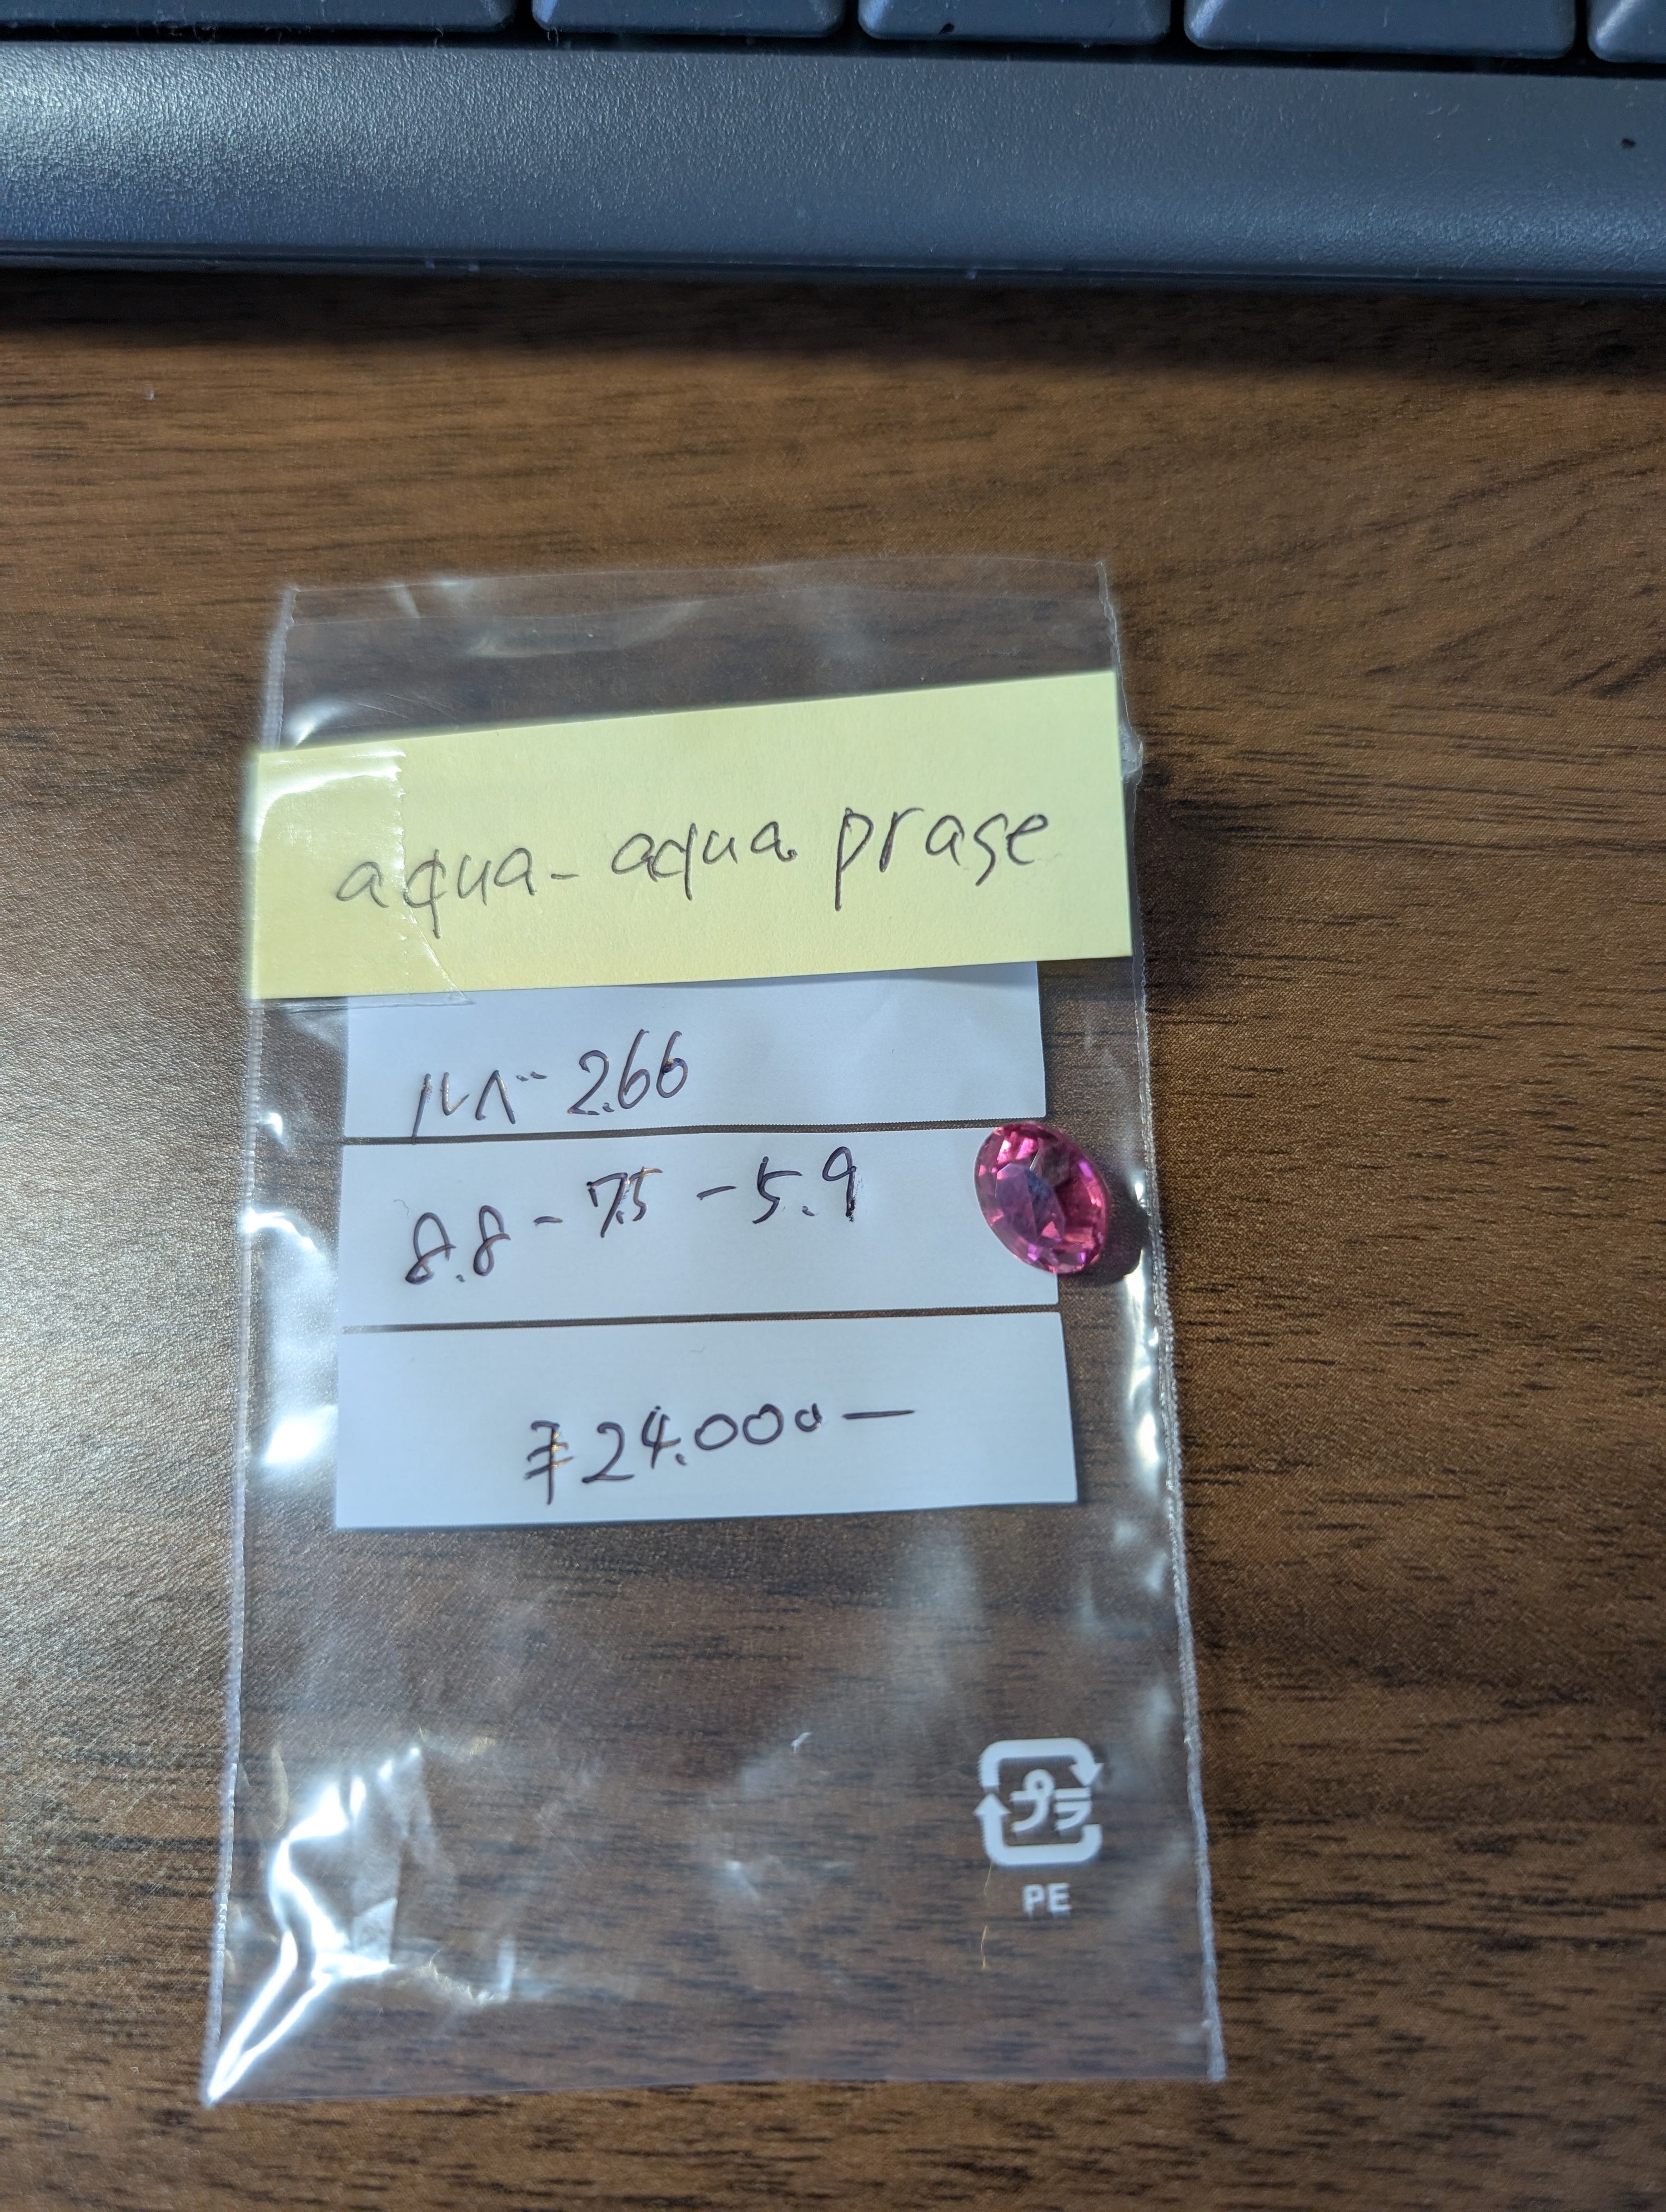 aqua-aqua prase
ルベ 2.66
8.8 - 7.5 - 5.9
¥24.000—
プラ
PE